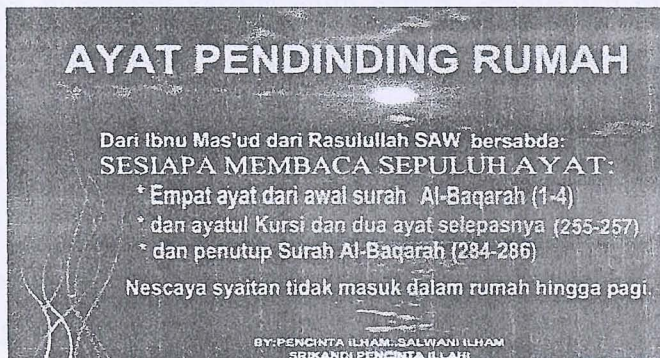 AYAT PENDINDING RUMAH
Dari Ibnu Mas'ud dari Rasulullah SAW bersabda:
SESIAPA MEMBACA SEPULUH AYAT:
* Empat ayat dari awal surah Al-Baqarah (1-4)
* dan ayatul Kursi dan dua ayat selepasnya (255-257)
* dan penutup Surah Al-Baqarah (284-286)
Nescaya syaitan tidak masuk dalam rumah hingga pagi.
BY:PENCINTA ILHAM..SALWANI ILHAM
SRIKANDI PENCINTA ILLAHI